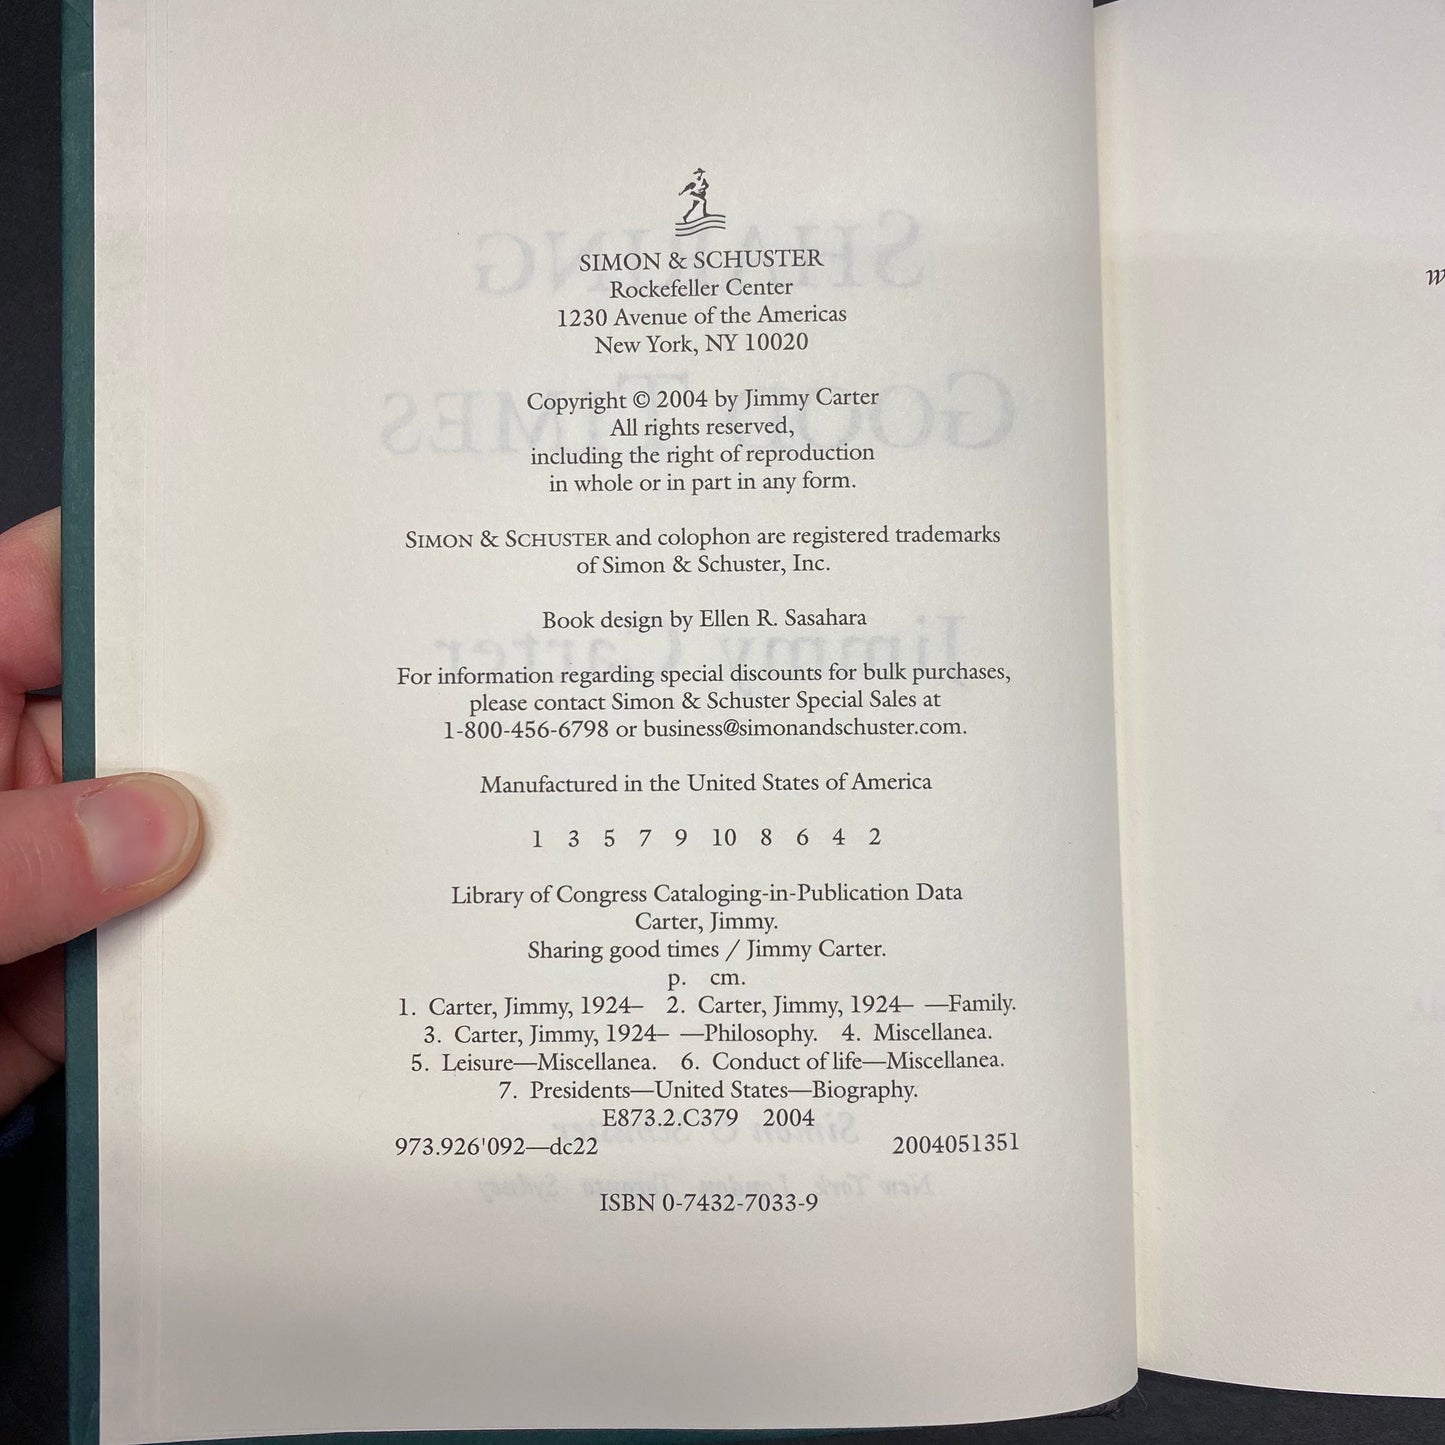 SIMON & SCHUSTER
Rockefeller Center
1230 Avenue of the Americas
New York, NY 10020
Copyright © 2004 by Jimmy Carter
All rights reserved,
including the right of reproduction
in whole or in part in any form.
SIMON & SCHUSTER and colophon are registered trademarks
of Simon & Schuster, Inc.
Book design by Ellen R. Sasahara
For information regarding special discounts for bulk purchases,
please contact Simon & Schuster Special Sales at
1-800-456-6798 or business@simonandschuster.com.
Manufactured in the United States of America
1 3 5 7 9 10 8 6 4 2
Library of Congress Cataloging-in-Publication Data
Carter, Jimmy.
Sharing good times / Jimmy Carter.
p. cm.
1. Carter, Jimmy, 1924– 2. Carter, Jimmy, 1924– —Family.
3. Carter, Jimmy, 1924– —Philosophy. 4. Miscellanea.
5. Leisure—Miscellanea. 6. Conduct of life—Miscellanea.
7. Presidents—United States—Biography.
E873.2.C379 2004
973.926'092—dc22 2004051351
ISBN 0-7432-7033-9